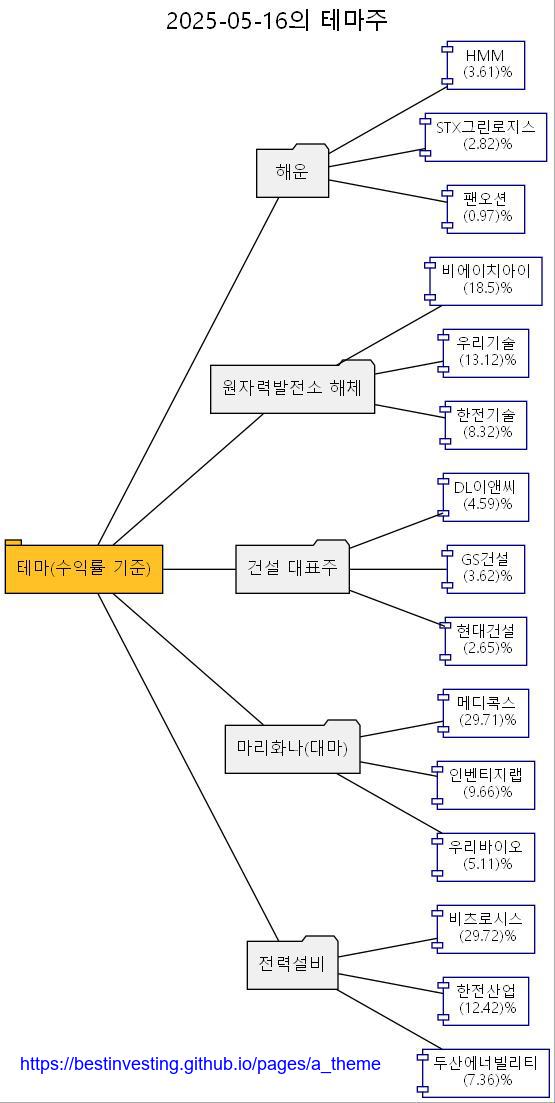 2025-05-16의 테마주
HMM
(3.61)%
STX그린로지스
(2.82)%
해운
팬오션
(0.97)%
비에이치아이
(18.5)%
우리기술
(13.12)%
원자력발전소 해체
한전기술
(8.32)%
DL이앤씨
(4.59)%
테마(수익률 기준)
건설 대표주
GS건설
(3.62)%
현대건설
(2.65)%
메디콕스
(29.71)%
마리화나(대마)
인벤티지랩
(9.66)%
우리바이오
(5.11)%
비츠로시스
(29.72)%
전력설비
한전산업
(12.42)%
두산에너빌리티
(7.36)%
https://bestinvesting.github.io/pages/a_theme